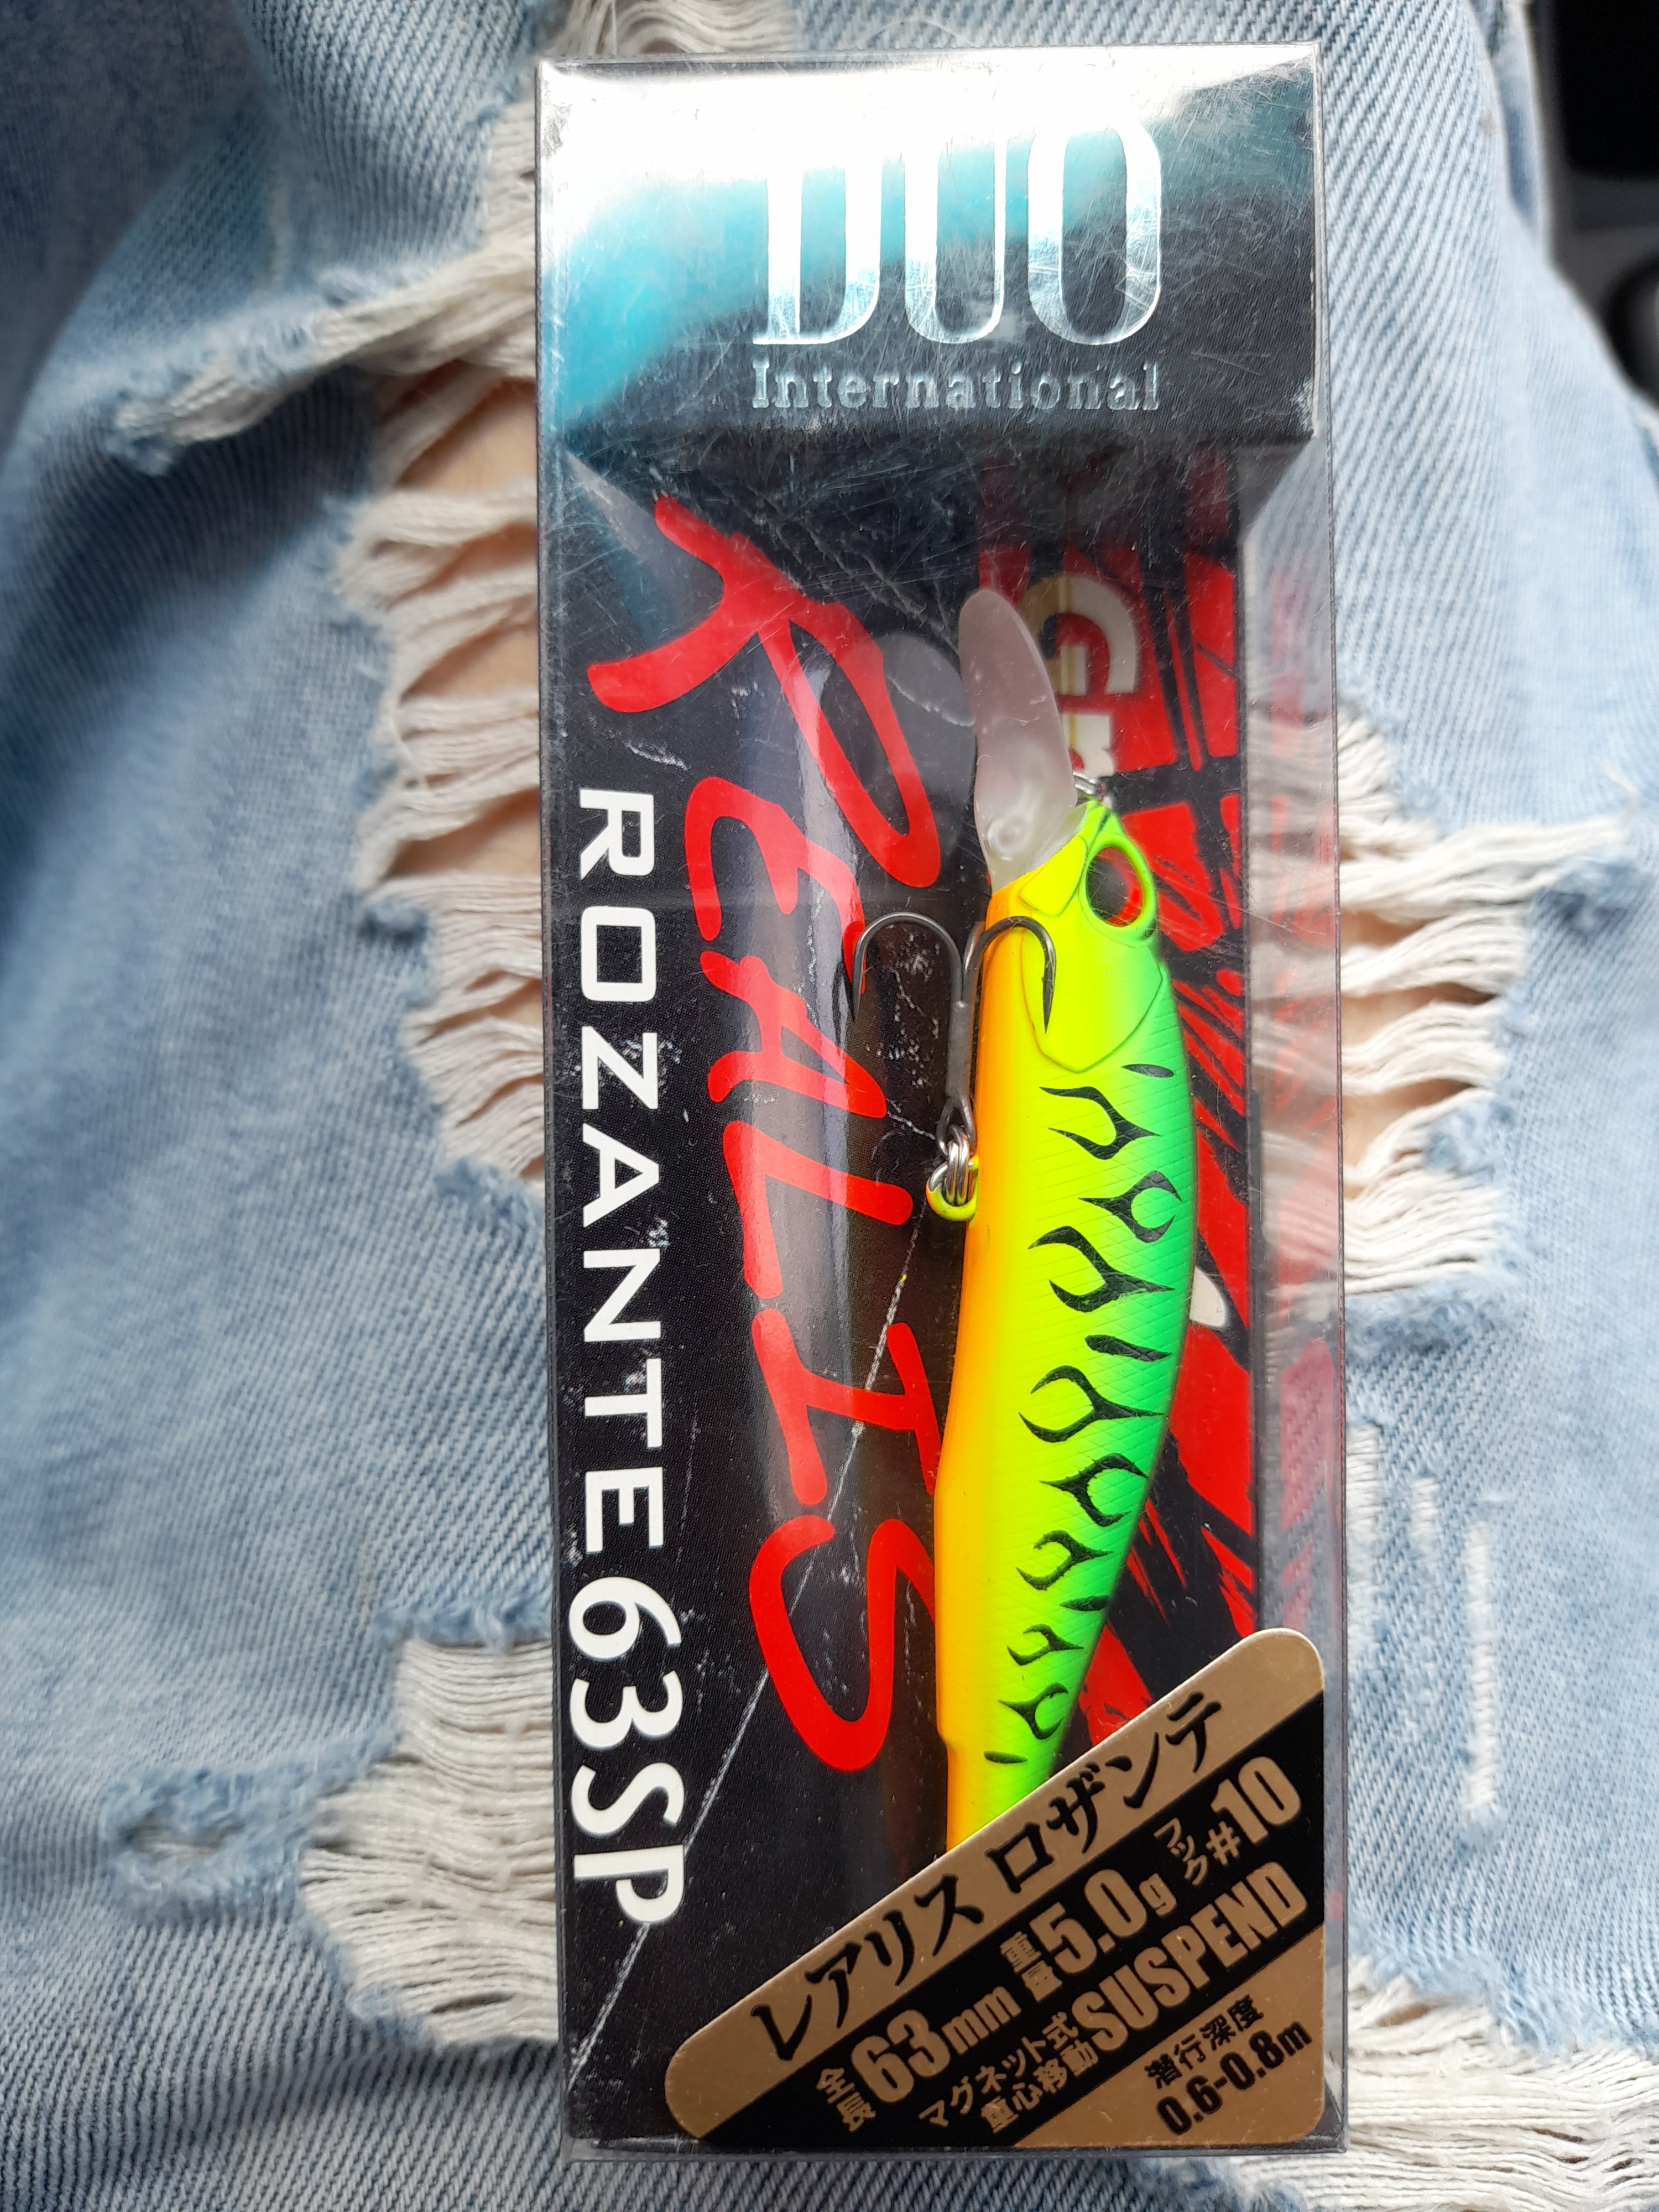 DUO
International
REALIS
ROZANTE 63SP
レアリス ロザンテ
全長63mm 重量5.0g フック#10
マグネット式重心移動 SUSPEND
潜行深度
0.6-0.8m